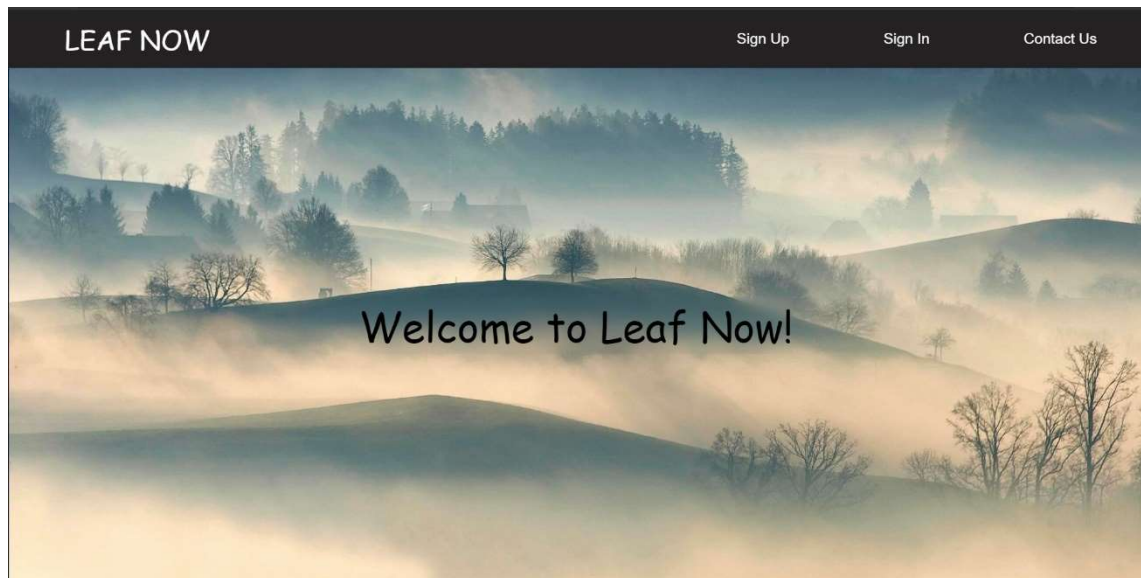 LEAF NOW
Sign Up
Sign In
Contact Us
Welcome to Leaf Now!